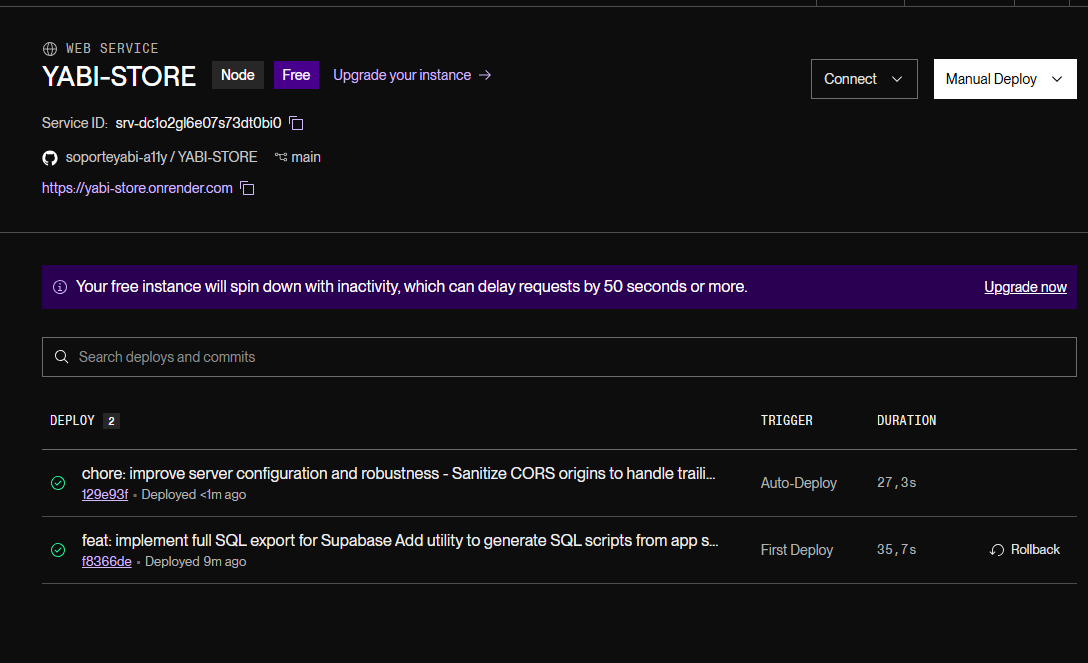 WEB SERVICE
YABI-STORE Node Free Upgrade your instance → Connect Manual Deploy
Service ID: srv-dc1o2gl6e07s73dt0bi0
soporteyabi-a11y / YABI-STORE main
https://yabi-store.onrender.com
Your free instance will spin down with inactivity, which can delay requests by 50 seconds or more. Upgrade now
Search deploys and commits
DEPLOY 2 TRIGGER DURATION
chore: improve server configuration and robustness - Sanitize CORS origins to handle traili...
129e93f • Deployed <1m ago Auto-Deploy 27,3s
feat: implement full SQL export for Supabase Add utility to generate SQL scripts from app s...
f8366de • Deployed 9m ago First Deploy 35,7s Rollback